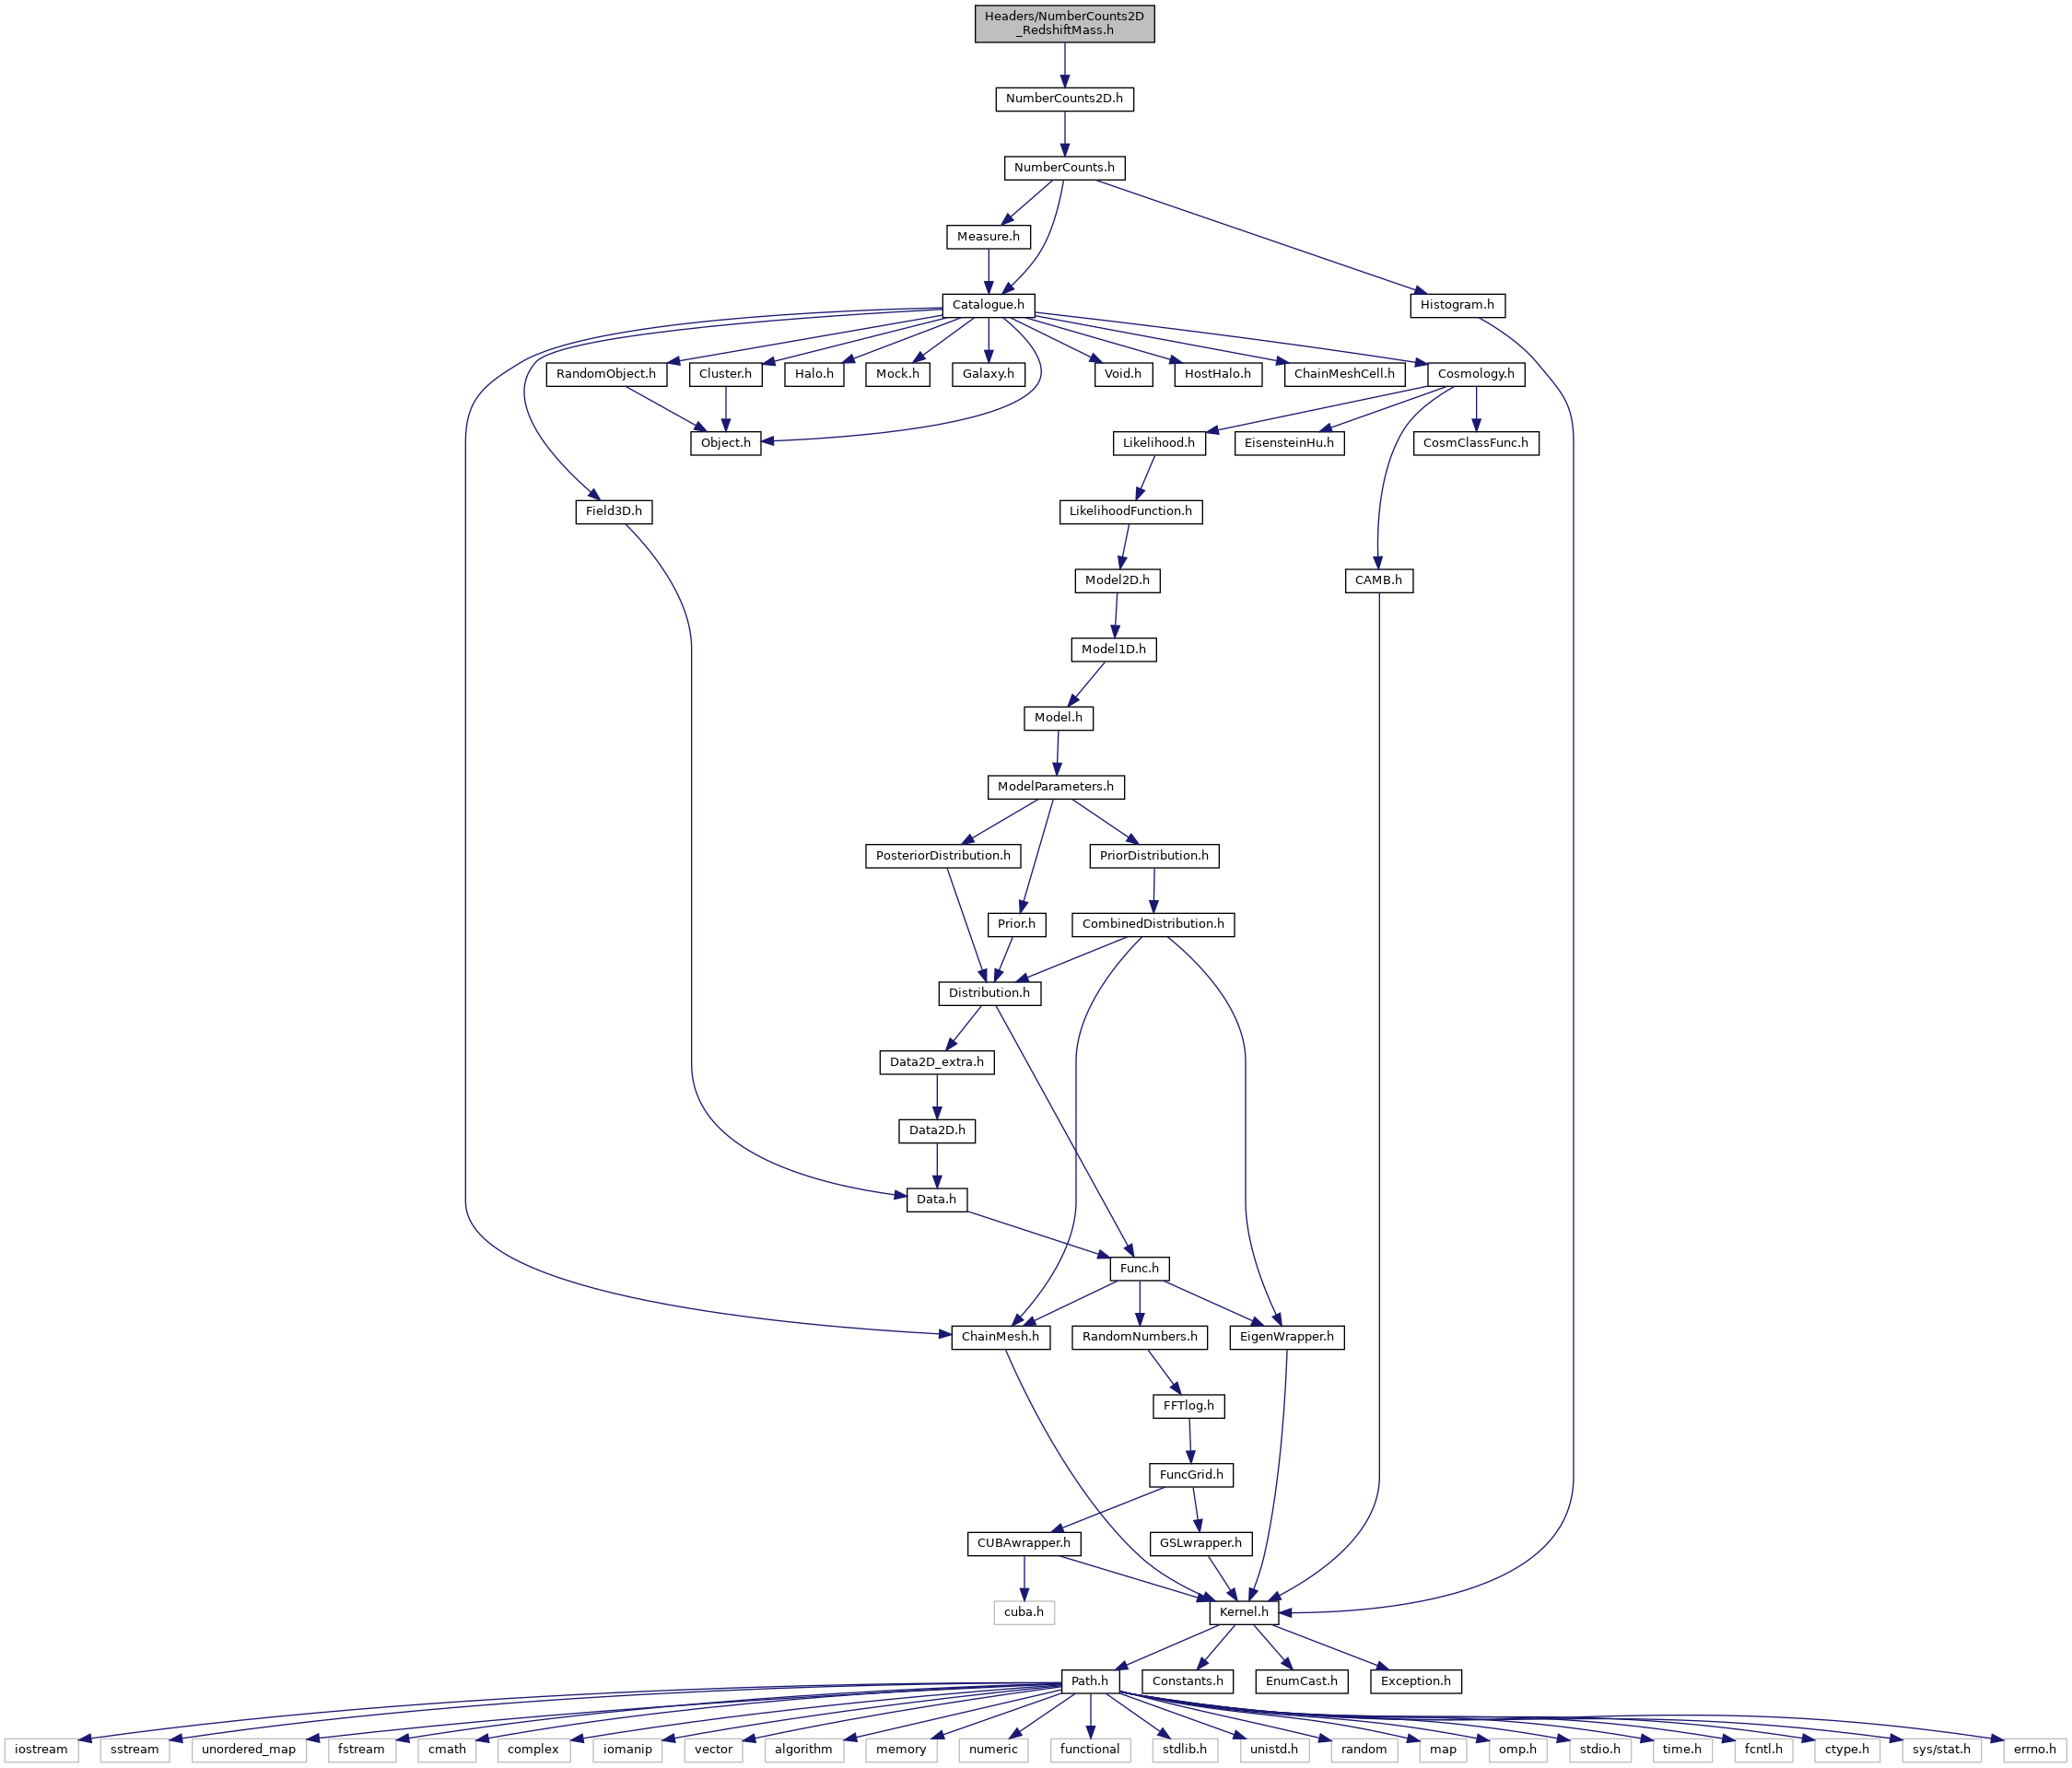 Headers/NumberCounts2D
_RedshiftMass.h
NumberCounts2D.h
NumberCounts.h
Measure.h
Catalogue.h
Histogram.h
RandomObject.h
Cluster.h
Halo.h
Mock.h
Galaxy.h
Void.h
HostHalo.h
ChainMeshCell.h
Cosmology.h
Object.h
Likelihood.h
EisensteinHu.h
CosmClassFunc.h
Field3D.h
LikelihoodFunction.h
Model2D.h
CAMB.h
Model1D.h
Model.h
ModelParameters.h
PosteriorDistribution.h
PriorDistribution.h
Prior.h
CombinedDistribution.h
Distribution.h
Data2D_extra.h
Data2D.h
Data.h
Func.h
ChainMesh.h
RandomNumbers.h
EigenWrapper.h
FFTlog.h
FuncGrid.h
CUBAwrapper.h
GSLwrapper.h
cuba.h
Kernel.h
Path.h
Constants.h
EnumCast.h
Exception.h
iostream
sstream
unordered_map
fstream
cmath
complex
iomanip
vector
algorithm
memory
numeric
functional
stdlib.h
unistd.h
random
map
omp.h
stdio.h
time.h
fcntl.h
ctype.h
sys/stat.h
errno.h